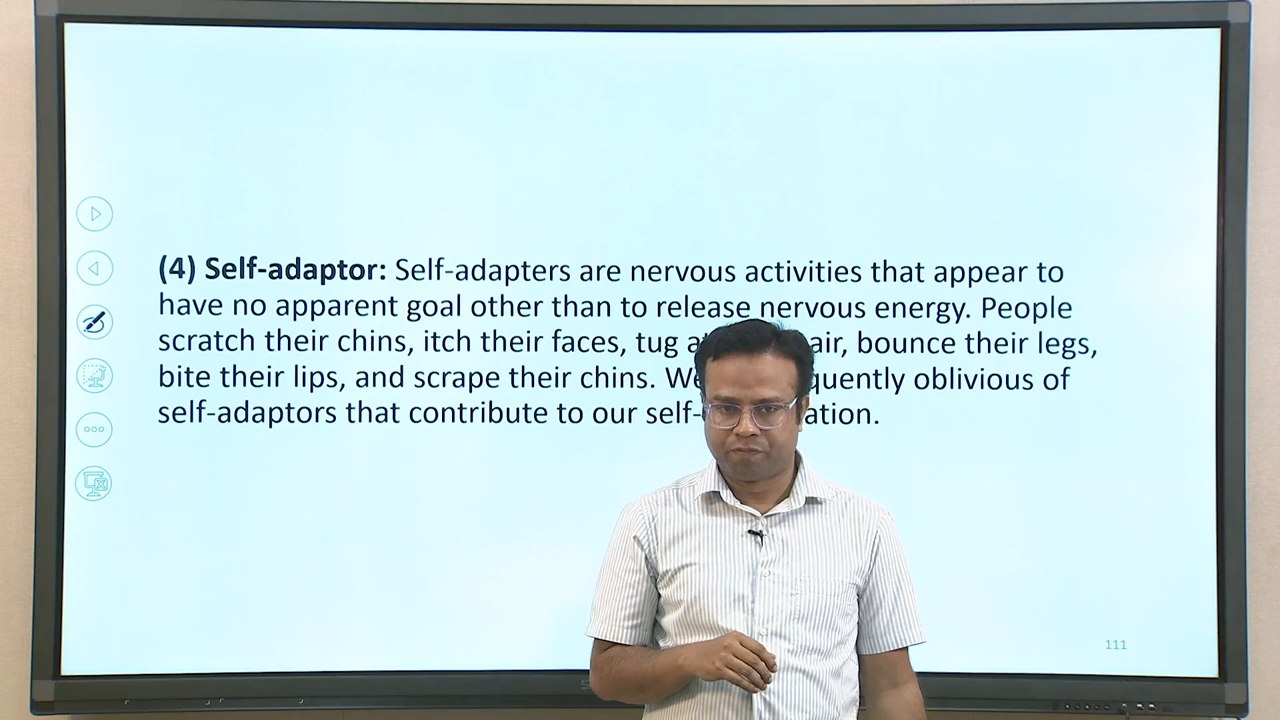 (4) Self-adaptor: Self-adapters are nervous activities that appear to
have no apparent goal other than to release nervous energy. People
scratch their chins, itch their faces, tug air, bounce their legs,
bite their lips, and scrape their chins. We quently oblivious of
self-adaptors that contribute to our self- ation.
111